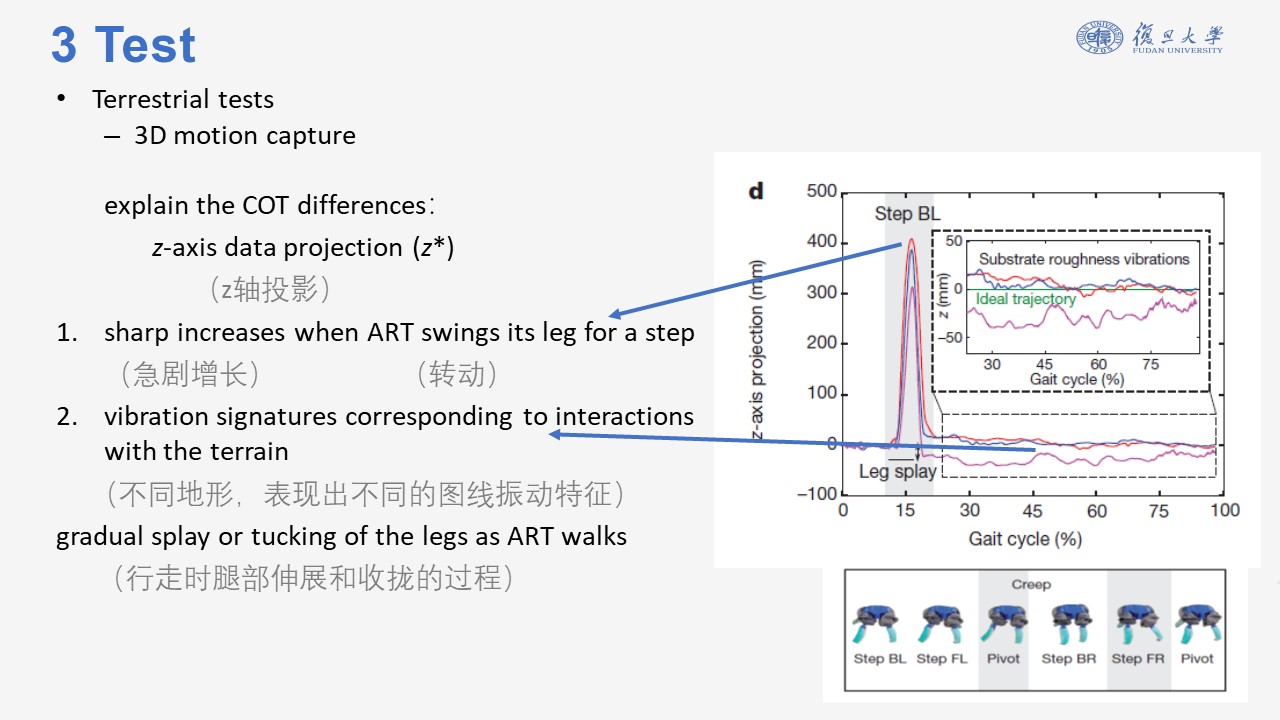 3 Test
復旦大學
FUDAN UNIVERSITY
• Terrestrial tests
– 3D motion capture
explain the COT differences：
z-axis data projection (z*)
（z轴投影）
1. sharp increases when ART swings its leg for a step
（急剧增长） （转动）
2. vibration signatures corresponding to interactions
with the terrain
（不同地形，表现出不同的图线振动特征）
gradual splay or tucking of the legs as ART walks
（行走时腿部伸展和收拢的过程）
d
z-axis projection (mm)
500
400
300
200
100
0
−100
Step BL
Leg splay
0 15 30 45 60 75 100
Gait cycle (%)
Substrate roughness vibrations
Ideal trajectory
z (mm)
50
0
−50
30 45 60 75
Gait cycle (%)
Creep
Step BL Step FL Pivot Step BR Step FR Pivot